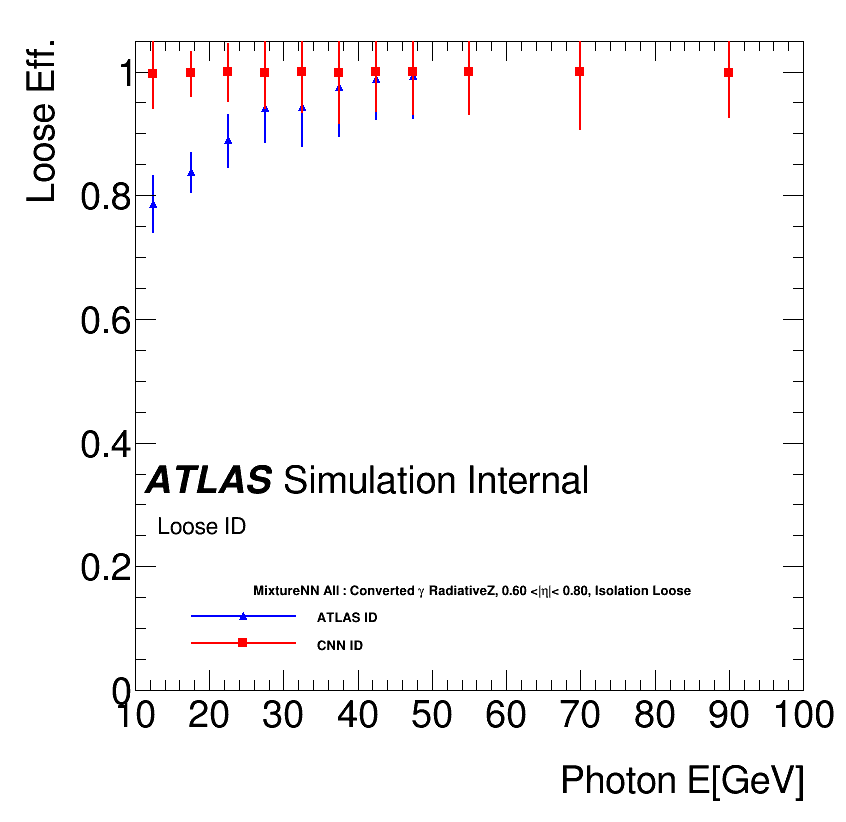 Loose Eff.
1
0.8
0.6
0.4
0.2
0
ATLAS Simulation Internal
Loose ID
MixtureNN All : Converted γ RadiativeZ, 0.60 <|η|< 0.80, Isolation Loose
ATLAS ID
CNN ID
10 20 30 40 50 60 70 80 90 100
Photon E[GeV]